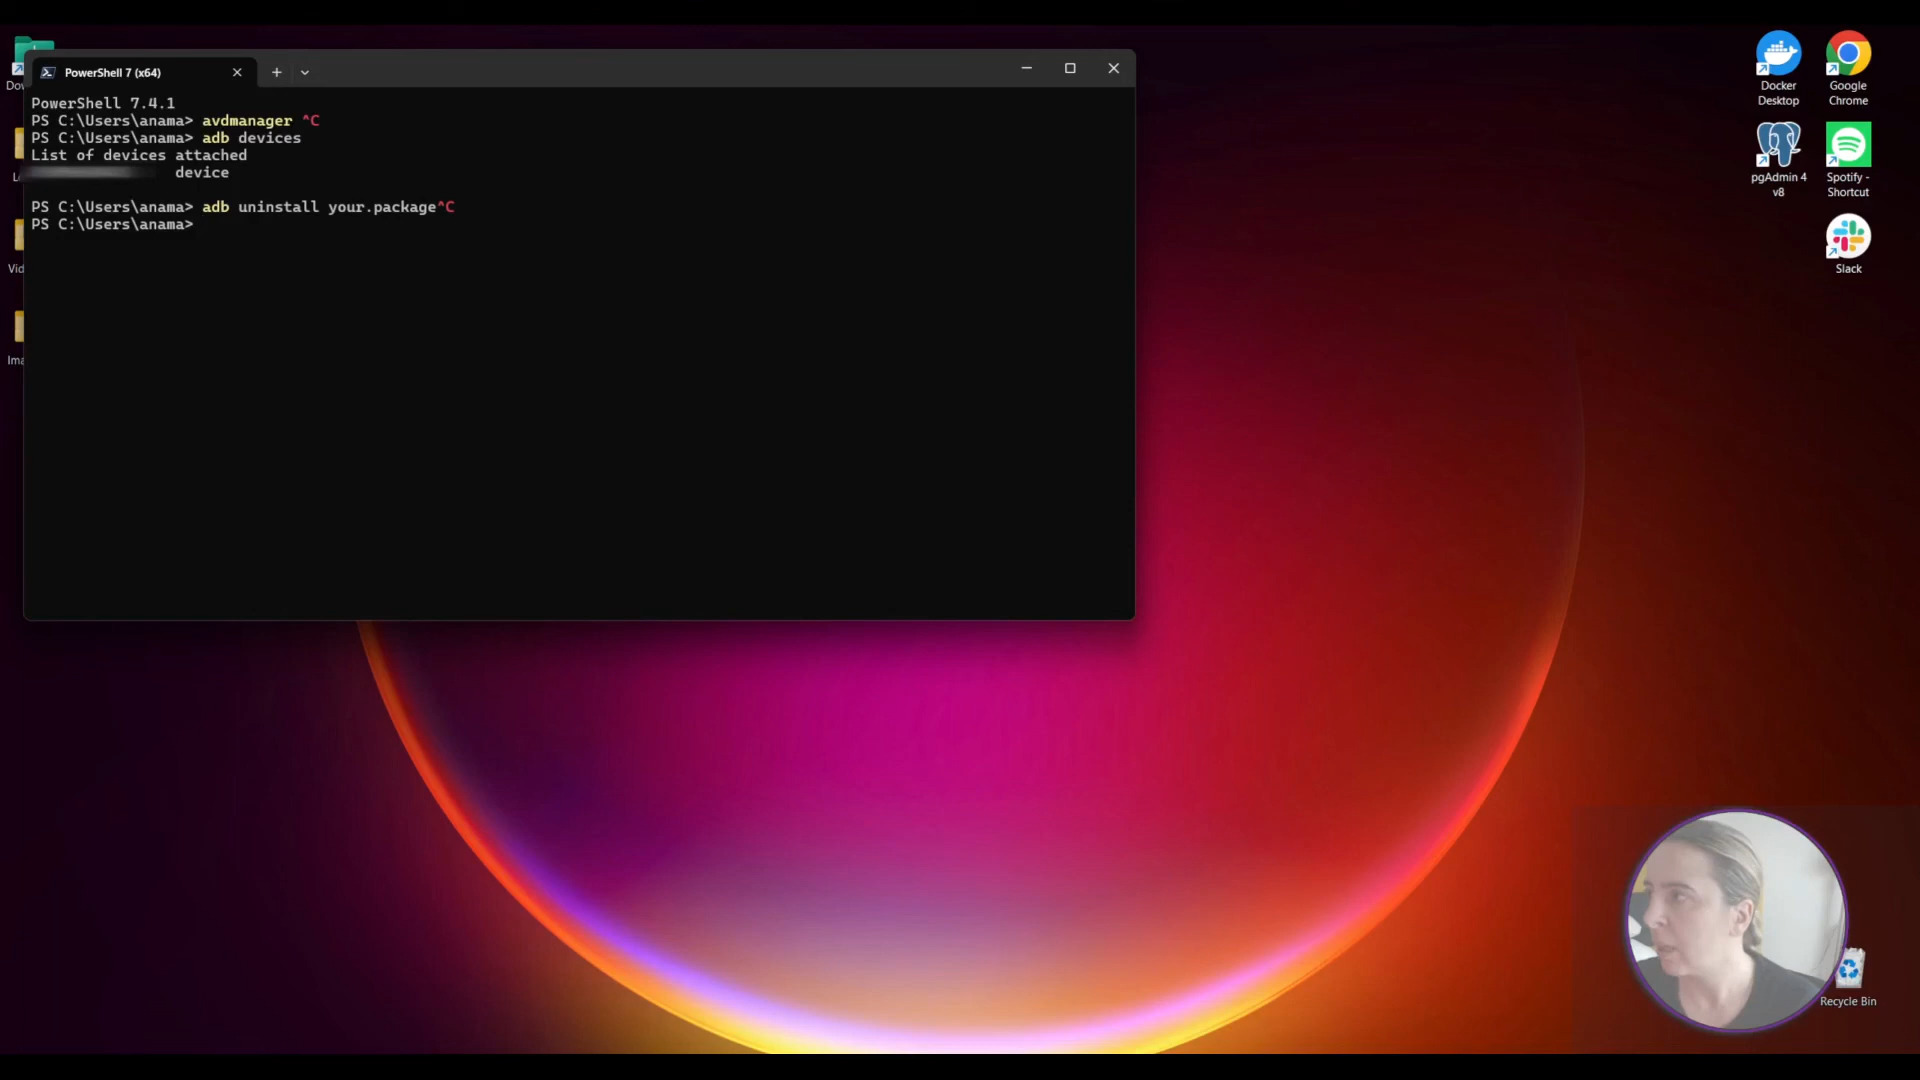 PowerShell 7 (x64)
PowerShell 7.4.1
PS C:\Users\anama> avdmanager ^C
PS C:\Users\anama> adb devices
List of devices attached
device
PS C:\Users\anama> adb uninstall your.package^C
PS C:\Users\anama>
Docker
Desktop
Google
Chrome
pgAdmin 4
v8
Spotify -
Shortcut
Slack
Recycle Bin